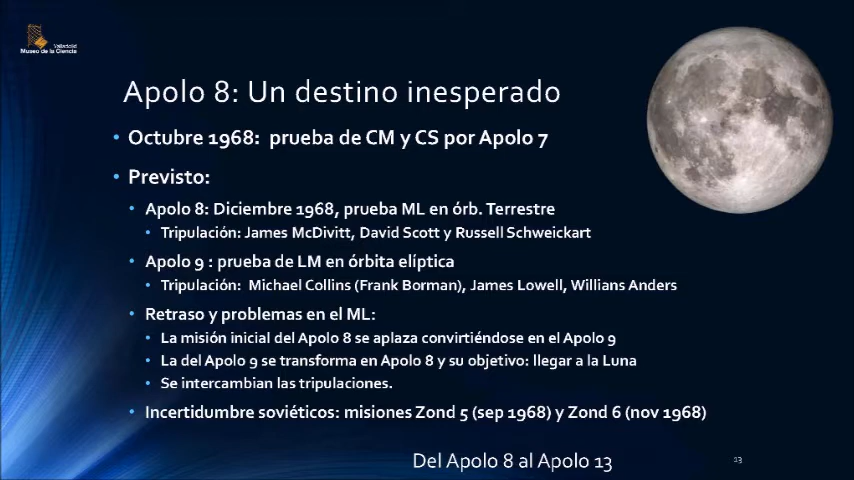 Valladolid
Museo de la Ciencia
Apolo 8: Un destino inesperado
• Octubre 1968: prueba de CM y CS por Apolo 7
• Previsto:
• Apolo 8: Diciembre 1968, prueba ML en órb. Terrestre
• Tripulación: James McDivitt, David Scott y Russell Schweickart
• Apolo 9 : prueba de LM en órbita elíptica
• Tripulación: Michael Collins (Frank Borman), James Lowell, Willians Anders
• Retraso y problemas en el ML:
• La misión inicial del Apolo 8 se aplaza convirtiéndose en el Apolo 9
• La del Apolo 9 se transforma en Apolo 8 y su objetivo: llegar a la Luna
• Se intercambian las tripulaciones.
• Incertidumbre soviéticos: misiones Zond 5 (sep 1968) y Zond 6 (nov 1968)
Del Apolo 8 al Apolo 13
13